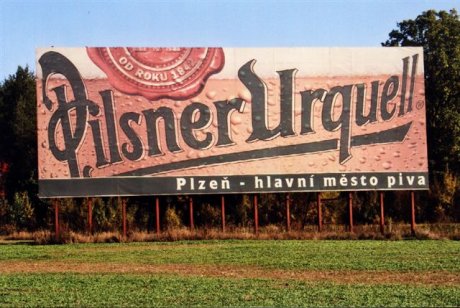 OD ROKU 1842
Pilsner Urquell®
Plzeň - hlavní město piva